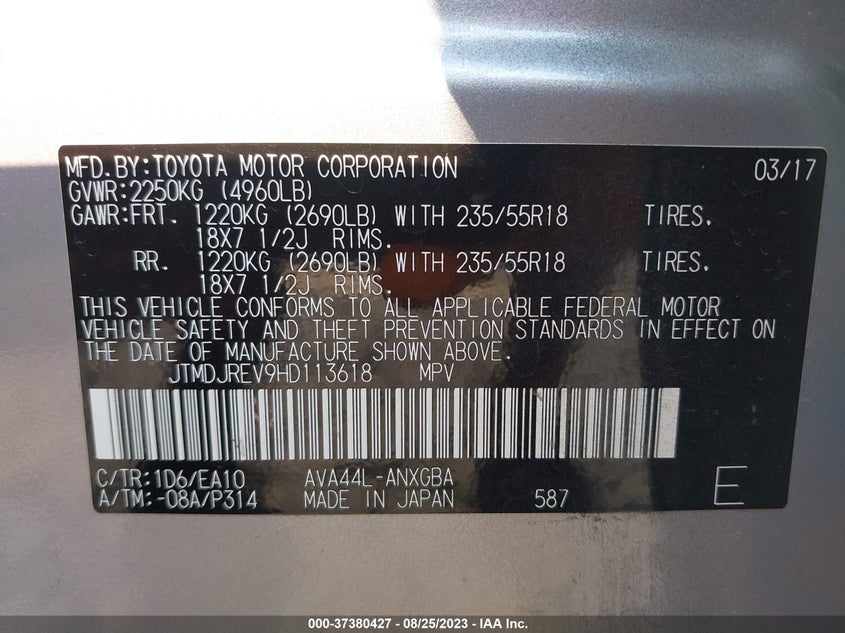 MFD.BY:TOYOTA MOTOR CORPORATION 03/17
GVWR:2250KG (4960LB)
GAWR:FRT. 1220KG (2690LB) WITH 235/55R18 TIRES.
18X7 1/2J RIMS.
RR. 1220KG (2690LB) WITH 235/55R18 TIRES.
18X7 1/2J RIMS.
THIS VEHICLE CONFORMS TO ALL APPLICABLE FEDERAL MOTOR
VEHICLE SAFETY AND THEFT PREVENTION STANDARDS IN EFFECT ON
THE DATE OF MANUFACTURE SHOWN ABOVE.
JTMDJREV9HD113618 MPV
C/TR:1D6/EA10 AVA44L-ANXGBA
A/TM:-08A/P314 MADE IN JAPAN 587 E
000-37380427 - 08/25/2023 - IAA Inc.